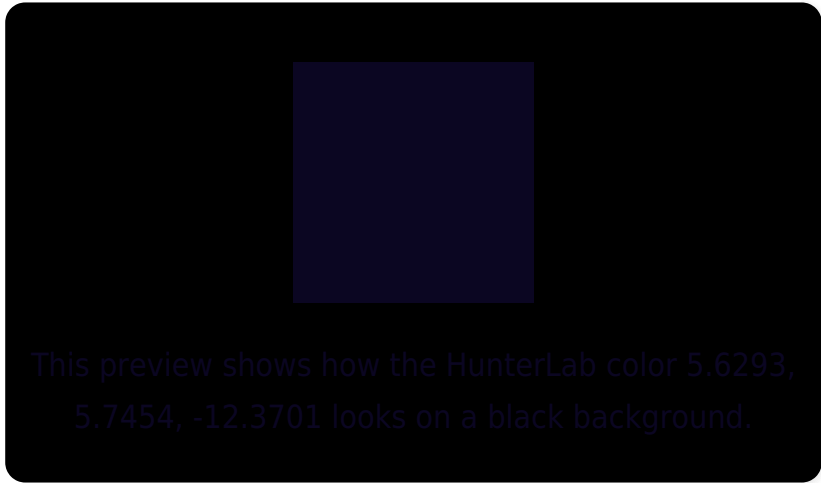 This preview shows how the HunterLab color 5.6293,
5.7454, -12.3701 looks on a black background.